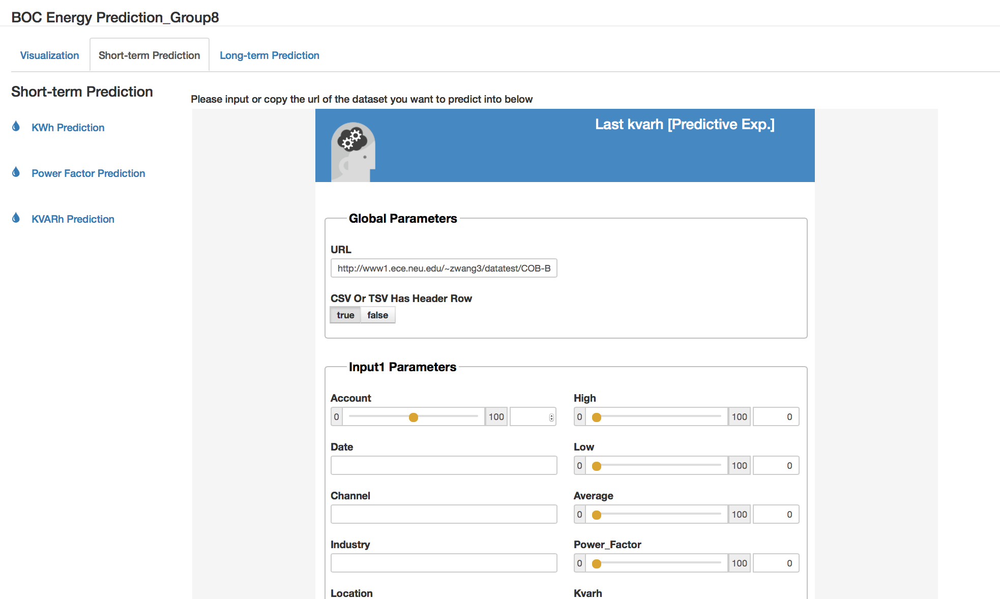 BOC Energy Prediction_Group8
Visualization
Short-term Prediction
Long-term Prediction
Short-term Prediction
KWh Prediction
Power Factor Prediction
KVARh Prediction
Please input or copy the url of the dataset you want to predict into below
Last kvarh [Predictive Exp.]
Global Parameters
URL
http://www1.ece.neu.edu/~zwang3/datatest/COB-B
CSV Or TSV Has Header Row
true false
Input1 Parameters
Account
0 100
High
0 100 0
Date
Low
0 100 0
Channel
Average
0 100 0
Industry
Power_Factor
0 100 0
Location
Kvarh